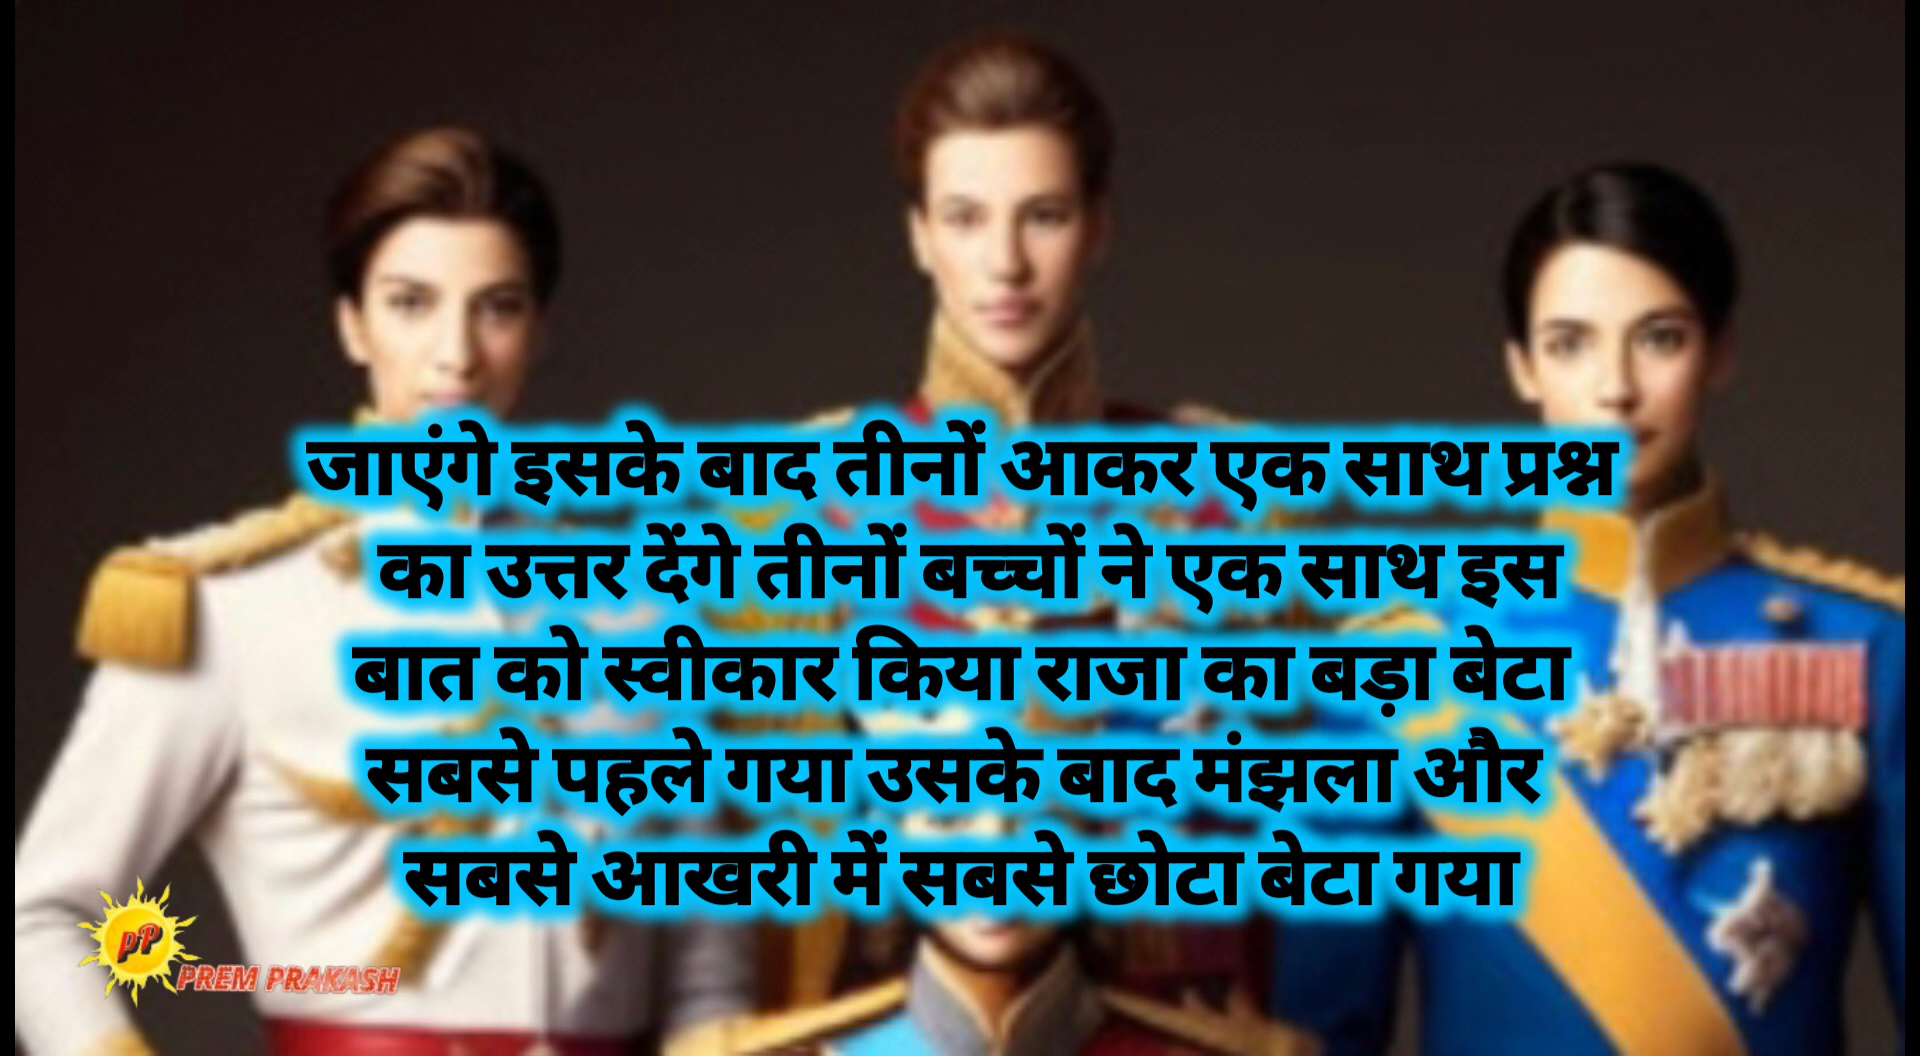 जाएंगे इसके बाद तीनों आकर एक साथ प्रश्न
का उत्तर देंगे तीनों बच्चों ने एक साथ इस
बात को स्वीकार किया राजा का बड़ा बेटा
सबसे पहले गया उसके बाद मंझला और
सबसे आखरी में सबसे छोटा बेटा गया
PP
PREM PRAKASH